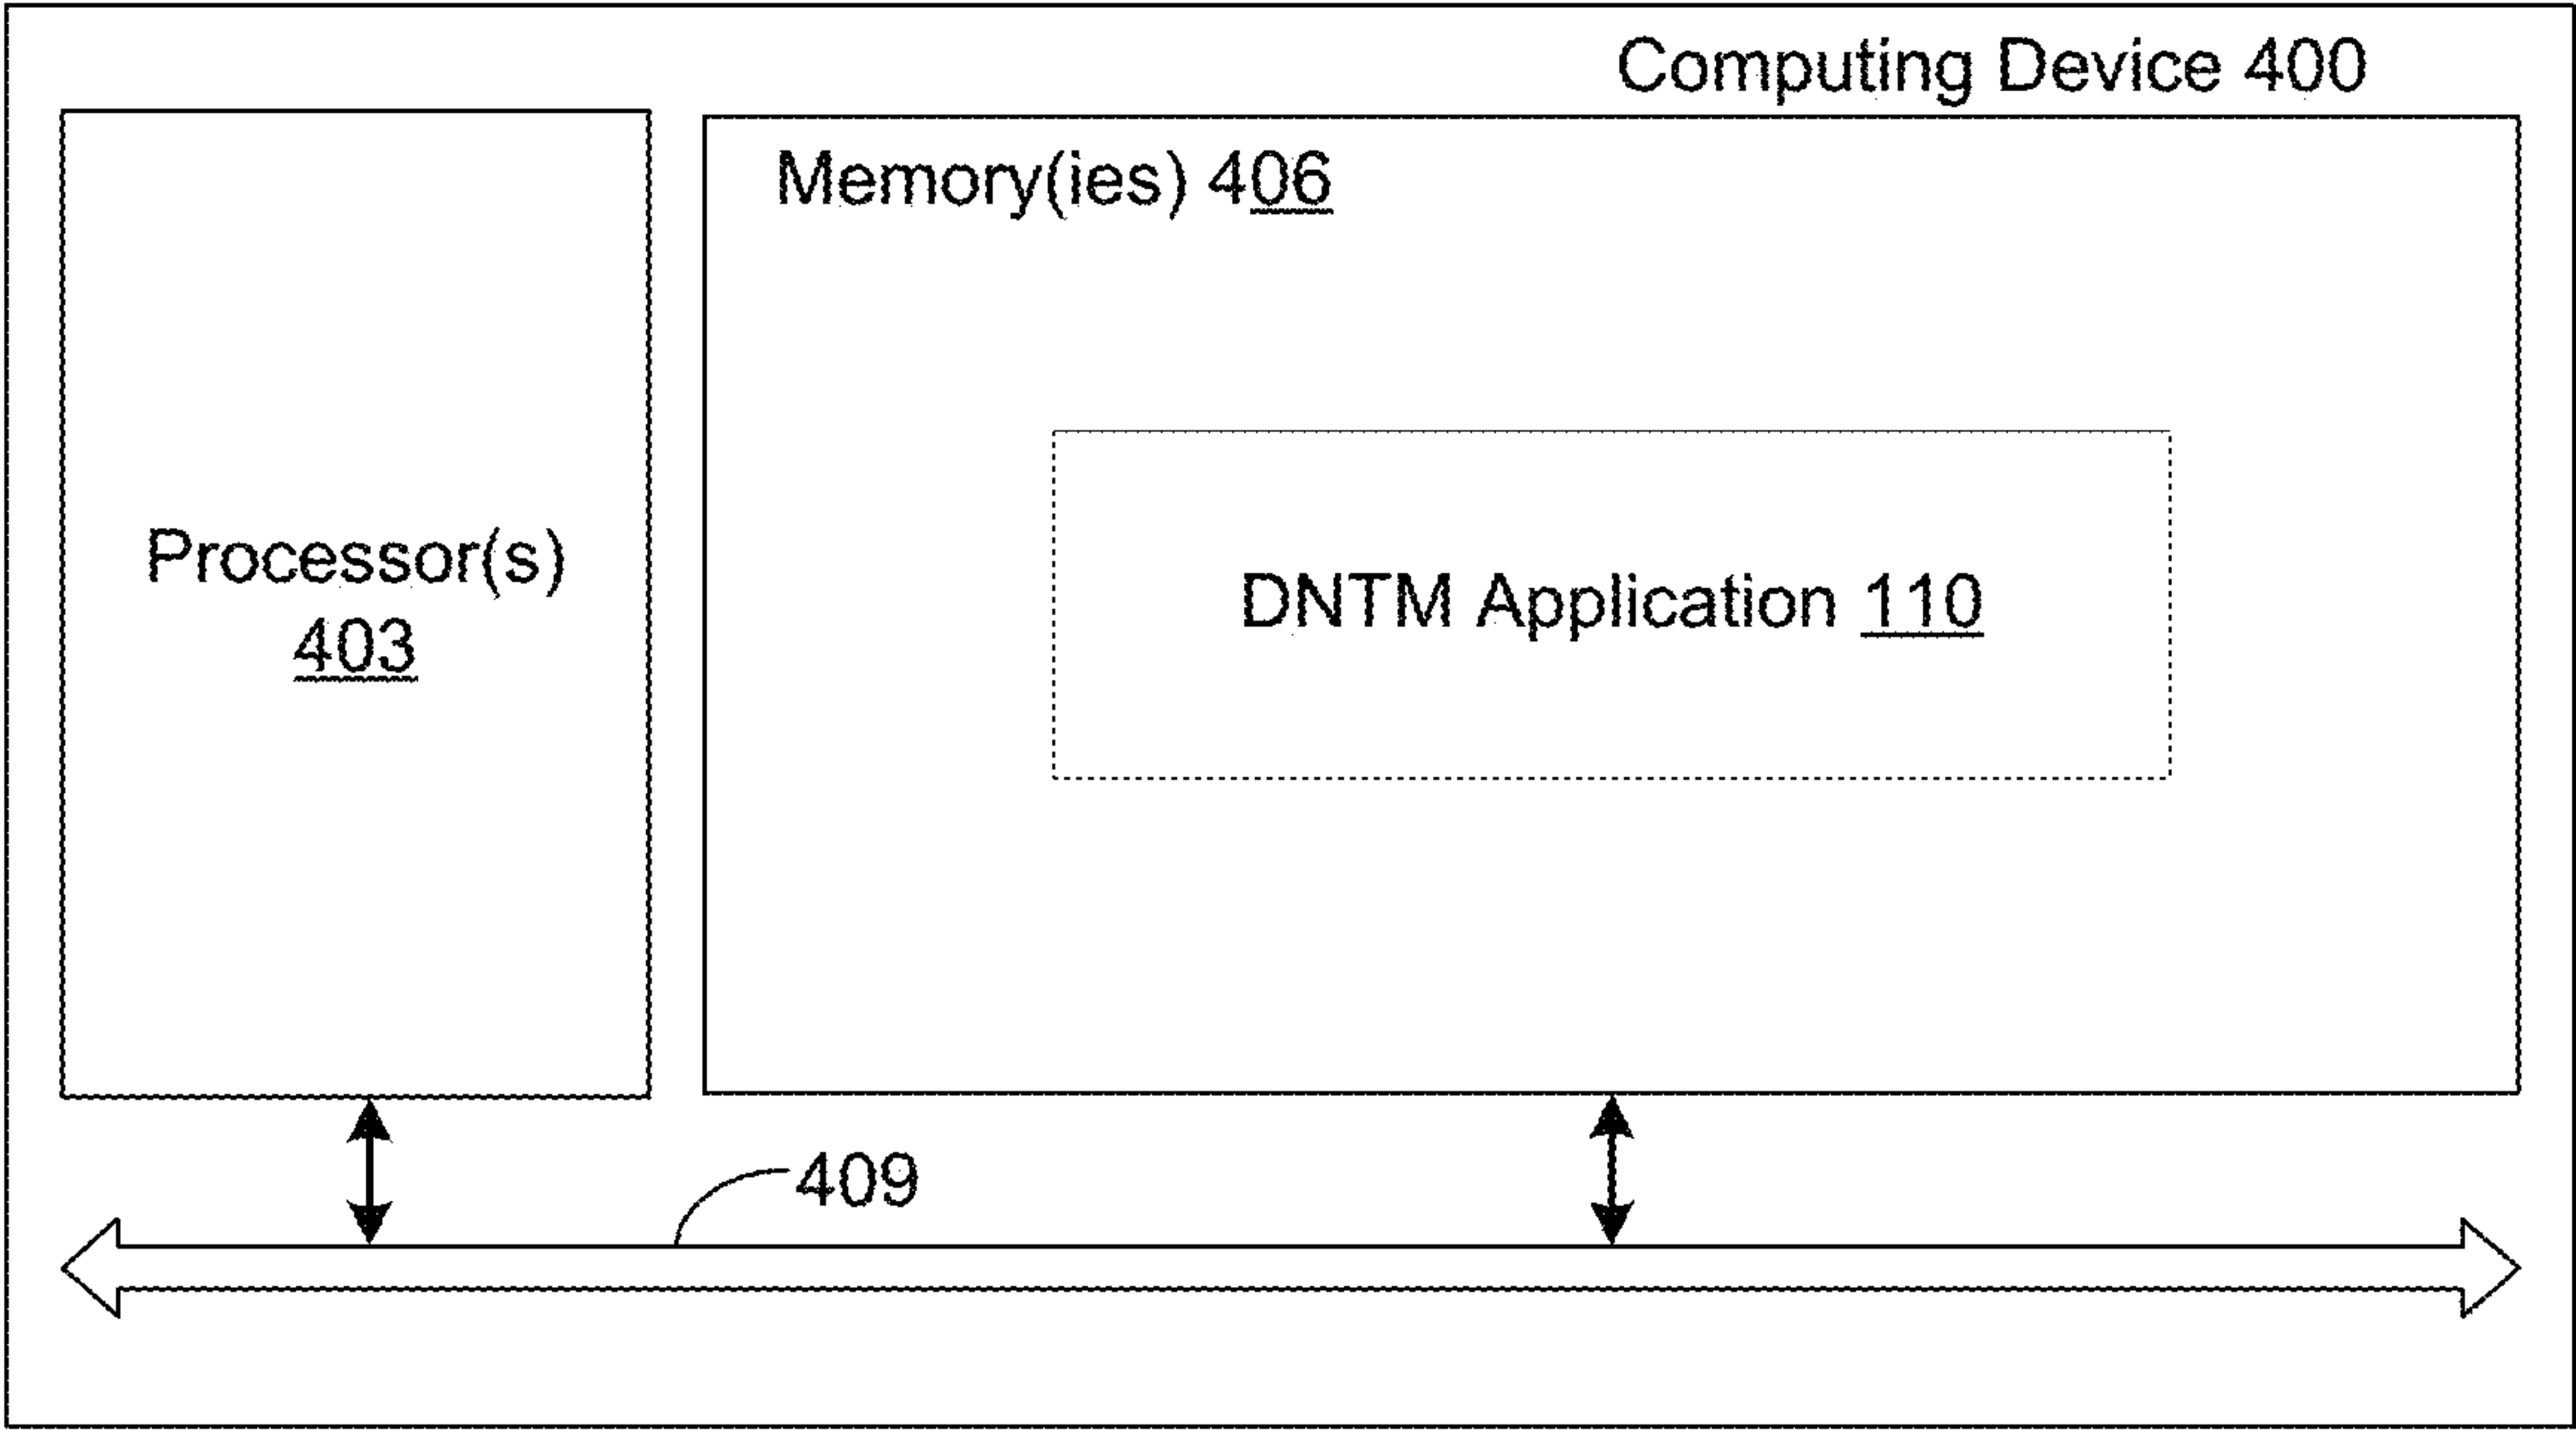 Computing Device 400
Memory(ies) 406
Processor(s)
403
DNTM Application 110
409